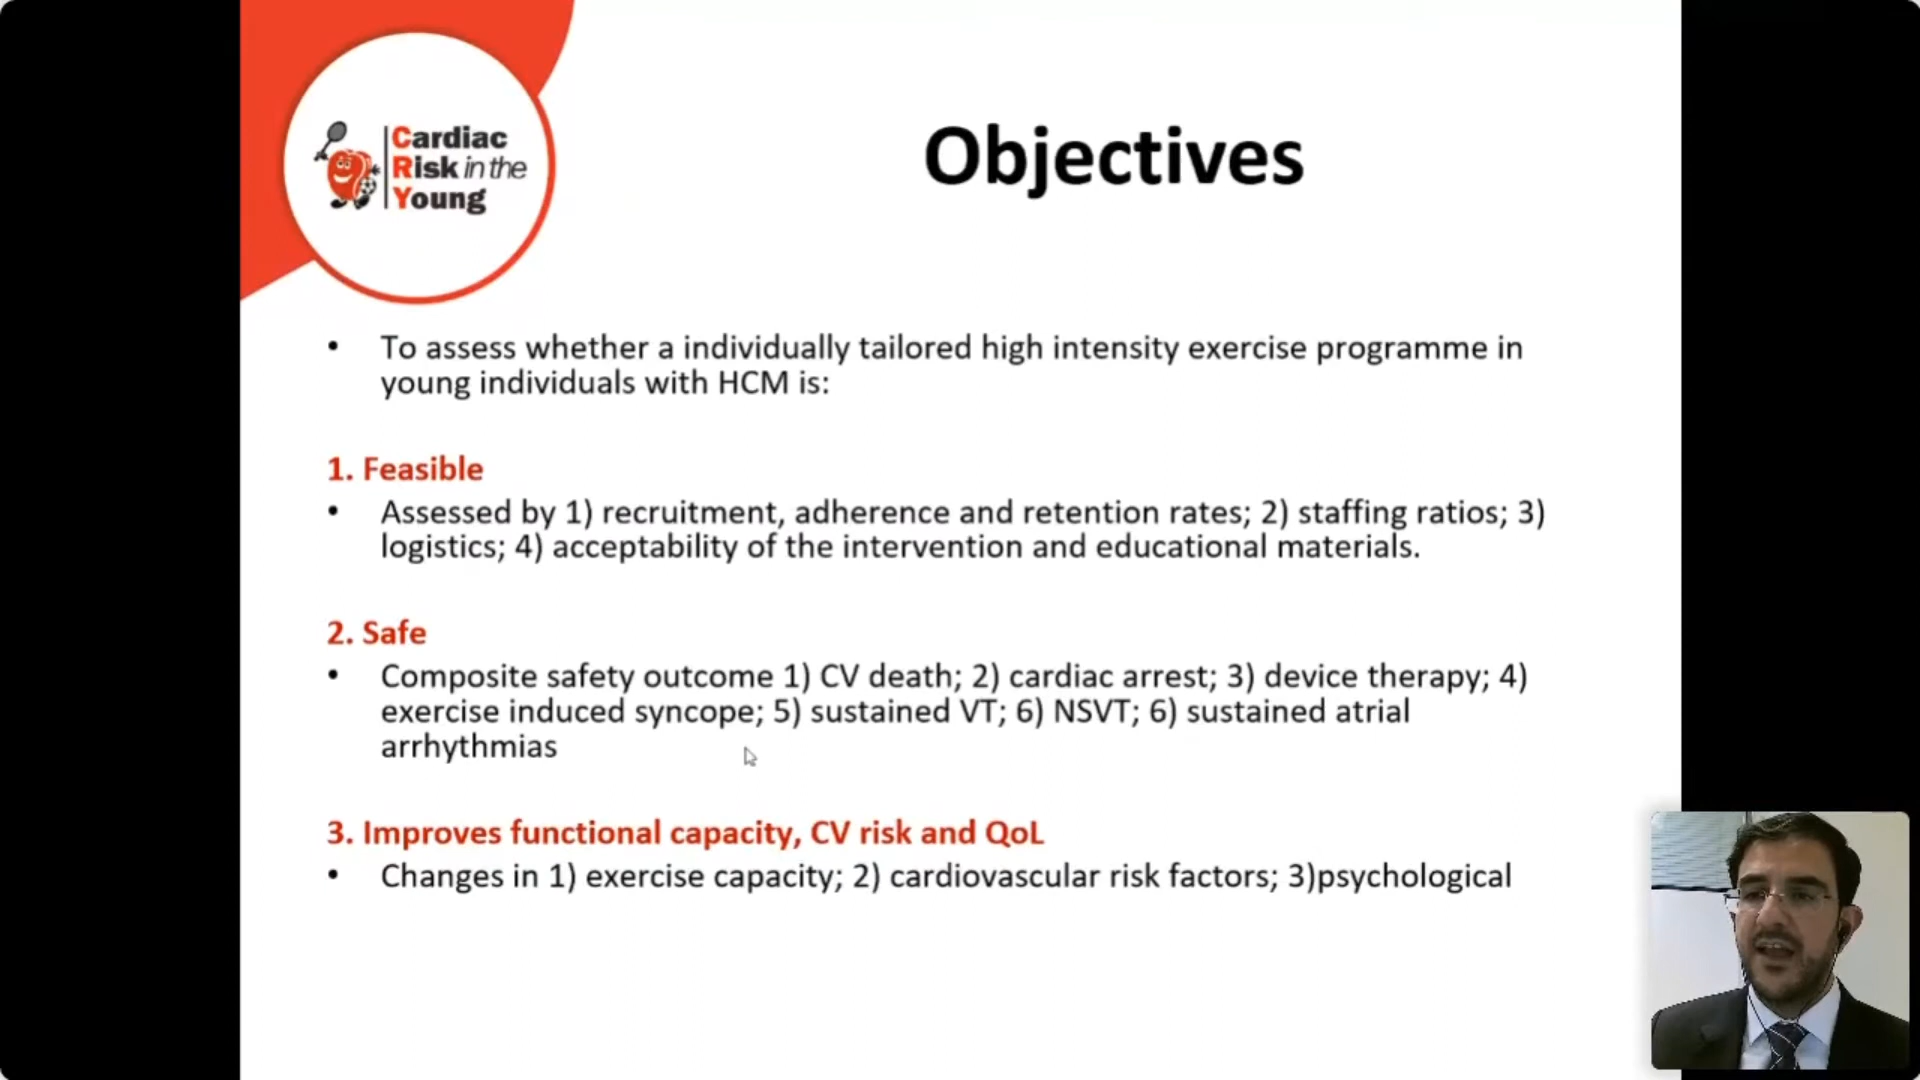 Cardiac
Risk in the
Young
Objectives
• To assess whether a individually tailored high intensity exercise programme in
young individuals with HCM is:
1. Feasible
• Assessed by 1) recruitment, adherence and retention rates; 2) staffing ratios; 3)
logistics; 4) acceptability of the intervention and educational materials.
2. Safe
• Composite safety outcome 1) CV death; 2) cardiac arrest; 3) device therapy; 4)
exercise induced syncope; 5) sustained VT; 6) NSVT; 6) sustained atrial
arrhythmias
3. Improves functional capacity, CV risk and QoL
• Changes in 1) exercise capacity; 2) cardiovascular risk factors; 3)psychological